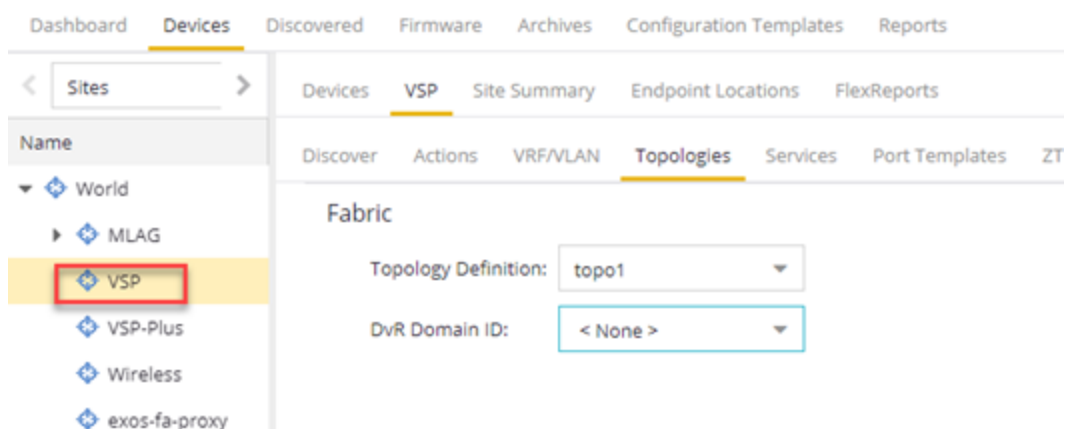 Dashboard Devices Discovered Firmware Archives Configuration Templates Reports
Sites
Devices VSP Site Summary Endpoint Locations FlexReports
Name
Discover Actions VRF/VLAN Topologies Services Port Templates ZT
World
MLAG
VSP
VSP-Plus
Wireless
exos-fa-proxy
Fabric
Topology Definition: topo1
DvR Domain ID: < None >